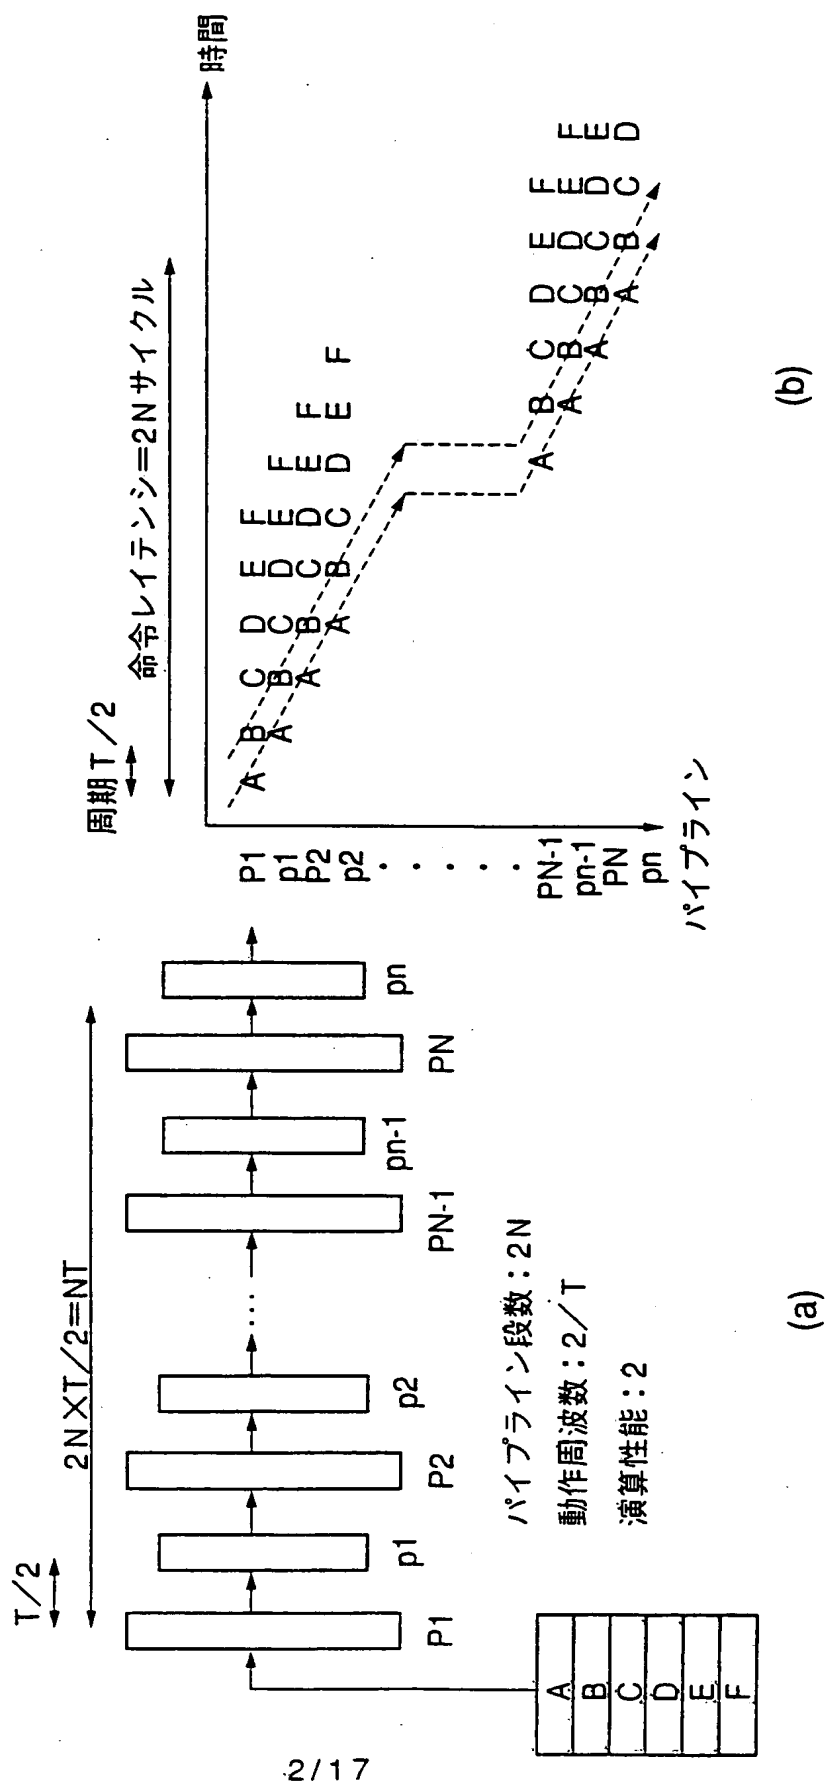 T/2
2N×T/2=NT
P1
p1
P2
p2
・・・
PN-1
pn-1
PN
pn
A
B
C
D
E
F
パイプライン段数：2N
動作周波数：2／T
演算性能：2
(a)
周期T／2
命令レイテンシ=2Nサイクル
時間
P1 A B C D E F
p1 A B C D E F
P2 A B C D E F
p2 A B C D E F
・・・・・
PN-1 A B C D E F
pn-1 A B C D E F
PN A B C D E F
pn A B C D
パイプライン
(b)
2/17